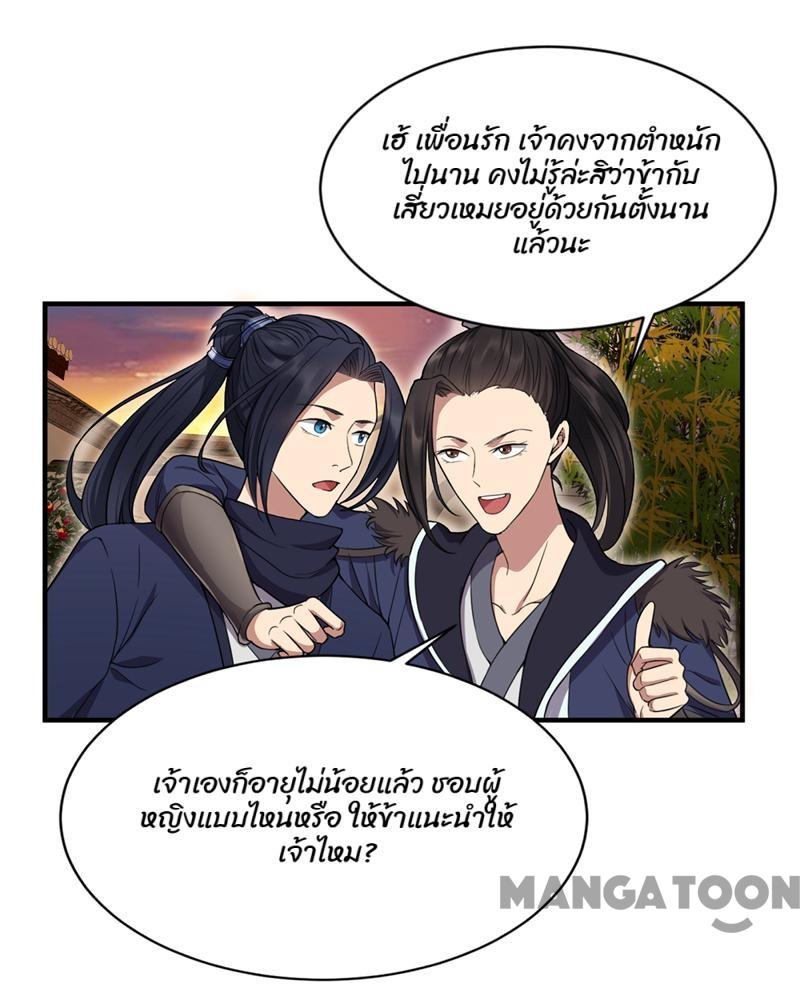 เฮ้ เพื่อนรัก เจ้าคงจากตำหนัก
ไปนาน คงไม่รู้ล่ะสิว่าข้ากับ
เสี่ยวเหมยอยู่ด้วยกันตั้งนาน
แล้วนะ
เจ้าเองก็อายุไม่น้อยแล้ว ชอบผู้
หญิงแบบไหนหรือ ให้ข้าแนะนำให้
เจ้าไหม?
MANGATOON